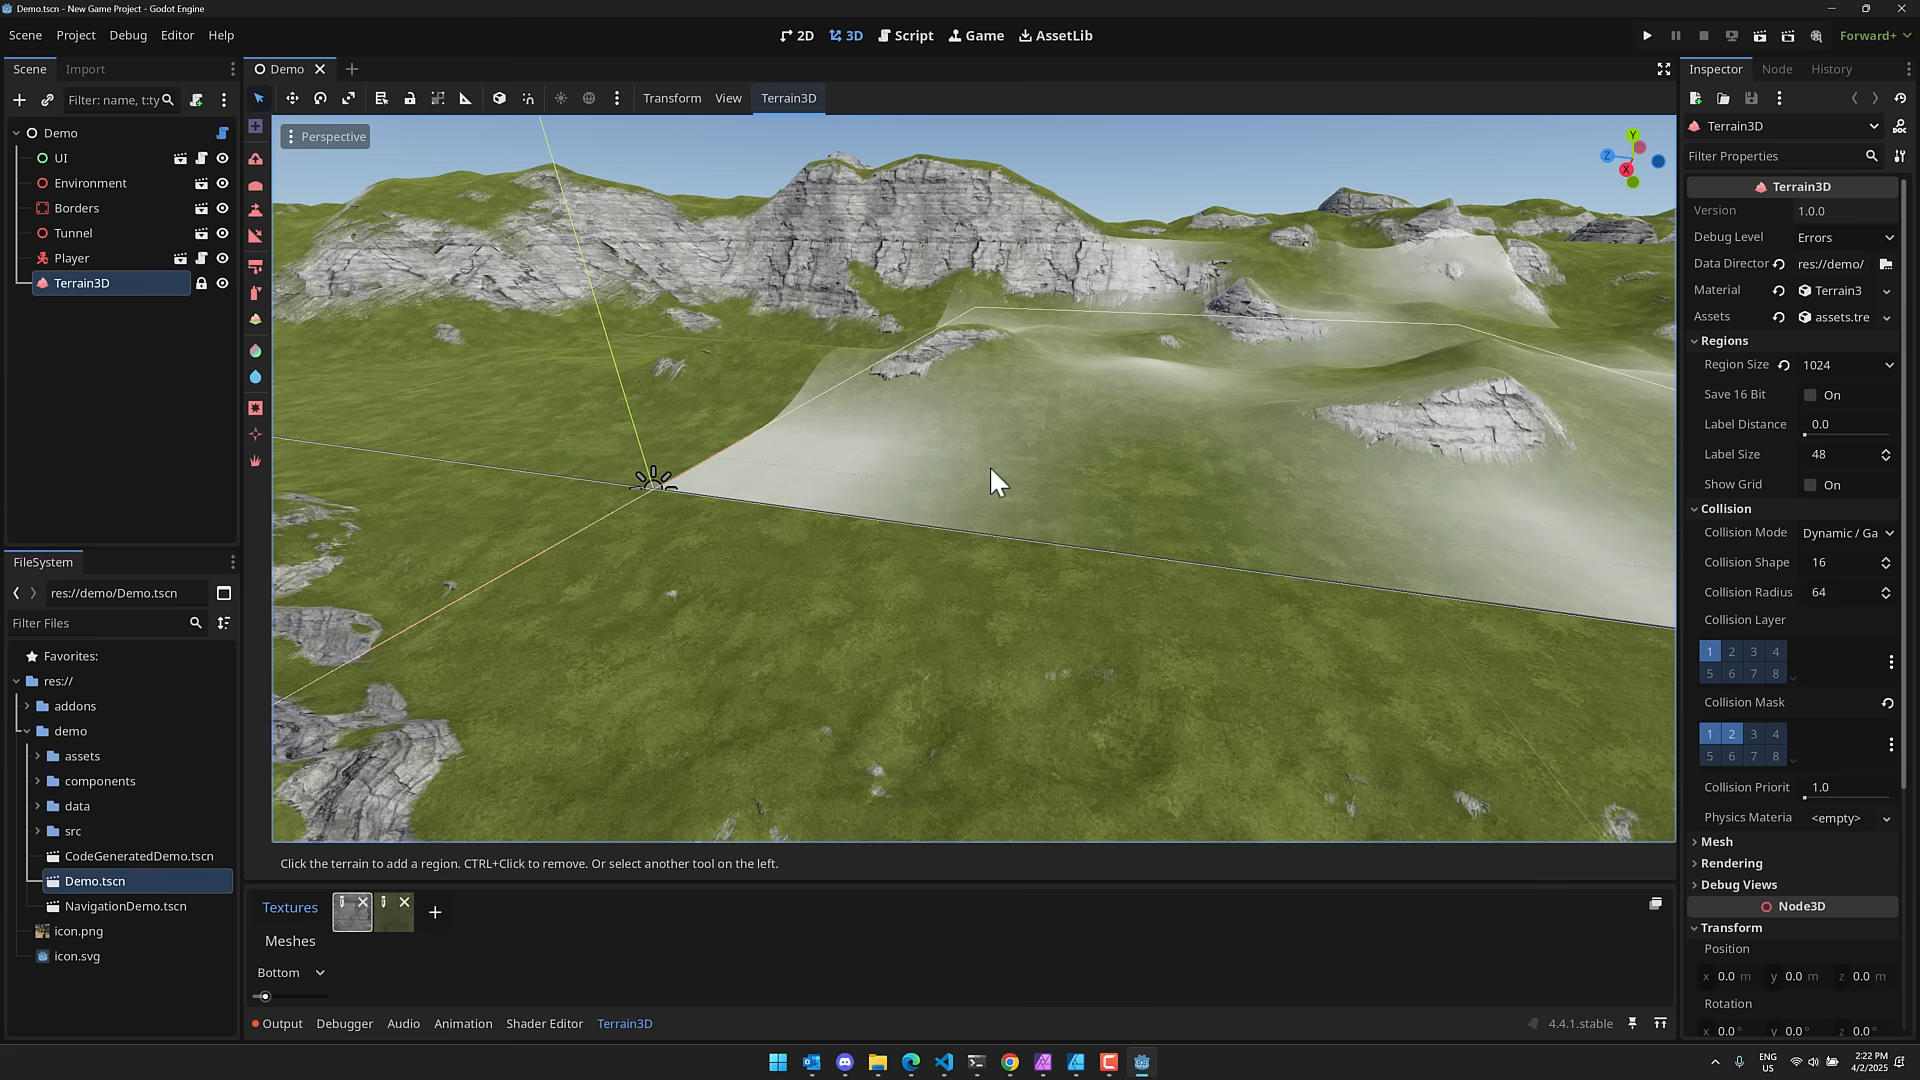 Demo.tscn - New Game Project - Godot Engine
Scene Project Debug Editor Help
2D 3D Script Game AssetLib
Forward+
Scene Import
Demo
Inspector Node History
Filter: name, t:ty
Transform View Terrain3D
Demo
UI
Environment
Borders
Tunnel
Player
Terrain3D
Perspective
Y
Z
X
Terrain3D
Filter Properties
Terrain3D
Version 1.0.0
Debug Level Errors
Data Director res://demo/
Material Terrain3
Assets assets.tre
Regions
Region Size 1024
Save 16 Bit On
Label Distance 0.0
Label Size 48
Show Grid On
Collision
Collision Mode Dynamic / Ga
Collision Shape 16
Collision Radius 64
Collision Layer
1 2 3 4
5 6 7 8
Collision Mask
1 2 3 4
5 6 7 8
Collision Priorit 1.0
Physics Materia <empty>
Mesh
Rendering
Debug Views
Node3D
Transform
Position
x 0.0 m y 0.0 m z 0.0 m
Rotation
x 0.0 ° y 0.0 ° z 0.0 °
FileSystem
res://demo/Demo.tscn
Filter Files
Favorites:
res://
addons
demo
assets
components
data
src
CodeGeneratedDemo.tscn
Demo.tscn
NavigationDemo.tscn
icon.png
icon.svg
Click the terrain to add a region. CTRL+Click to remove. Or select another tool on the left.
Textures
Meshes
Bottom
Output Debugger Audio Animation Shader Editor Terrain3D
4.4.1.stable
ENG
US
2:22 PM
4/2/2025